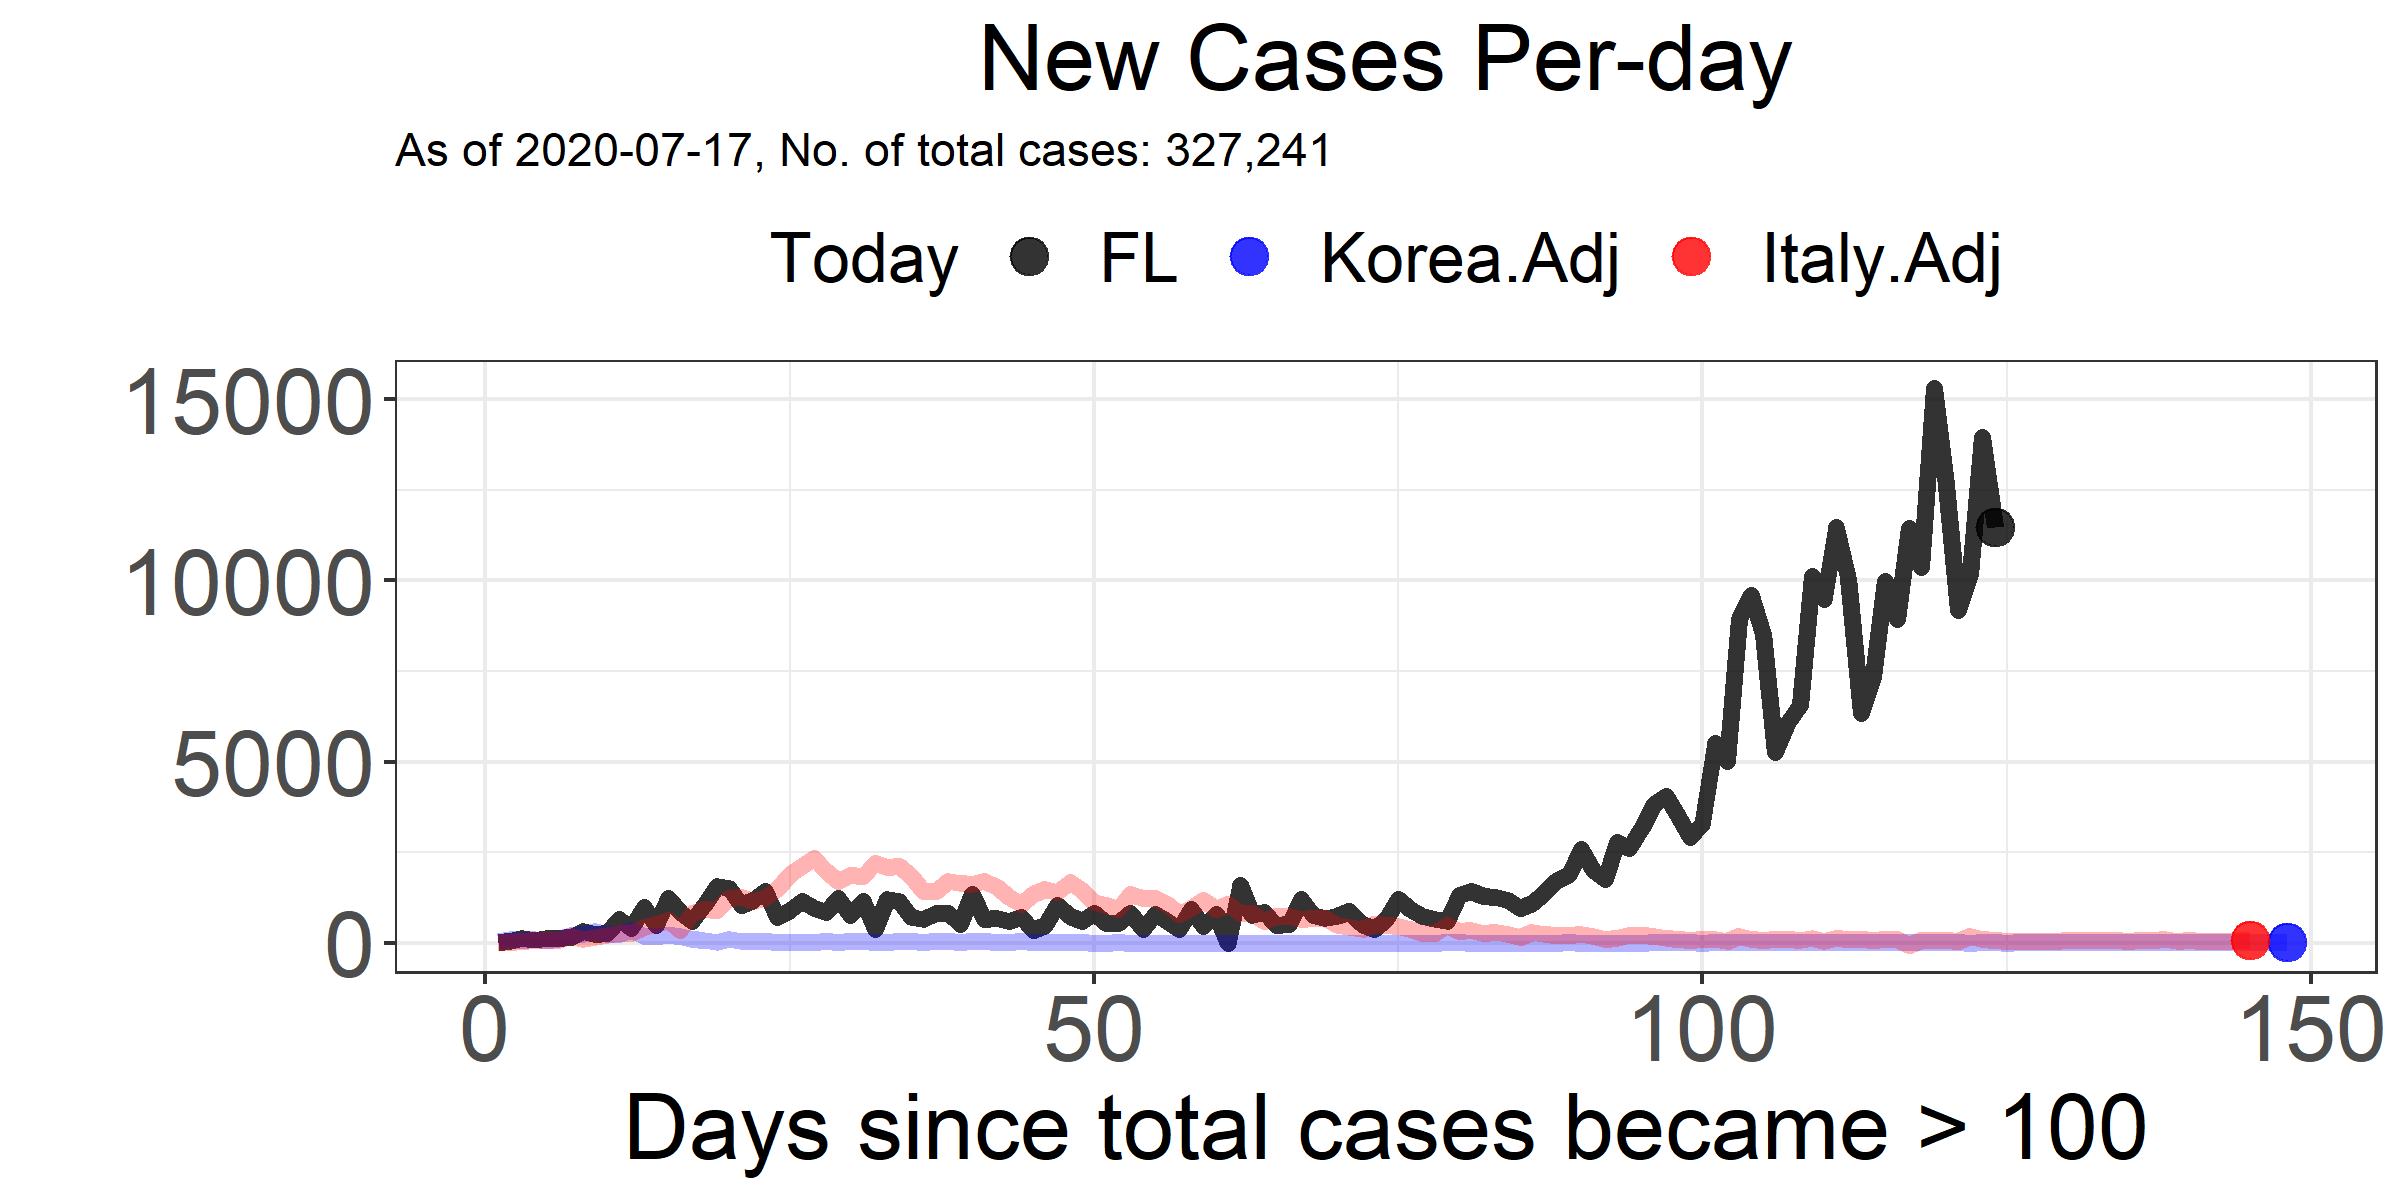 New Cases Per-day
As of 2020-07-17, No. of total cases: 327,241
Today FL Korea.Adj Italy.Adj
15000
10000
5000
0
0 50 100 150
Days since total cases became > 100